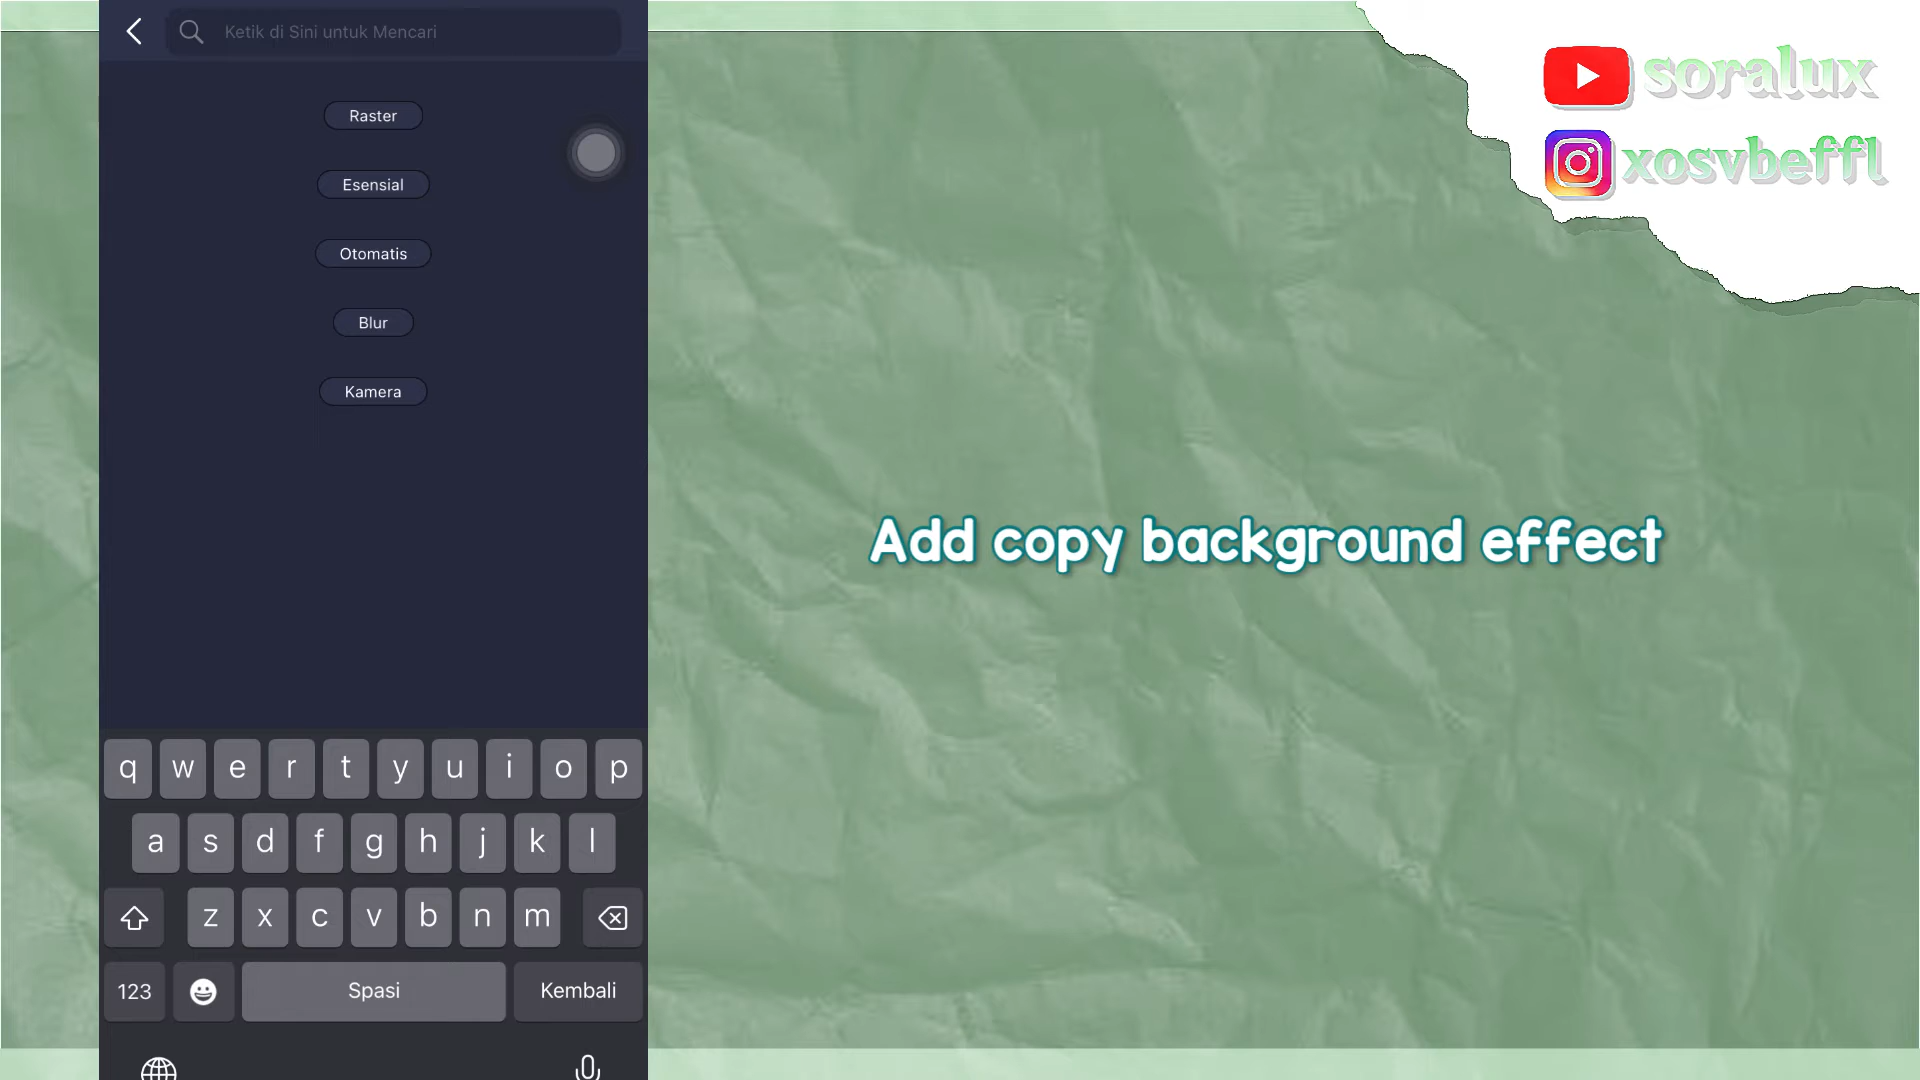 Ketik di Sini untuk Mencari
Raster
Esensial
Otomatis
Blur
Kamera
q w e r t y u i o p
a s d f g h j k l
z x c v b n m
123 Spasi Kembali
Add copy background effect
soralux
xosvbeffl